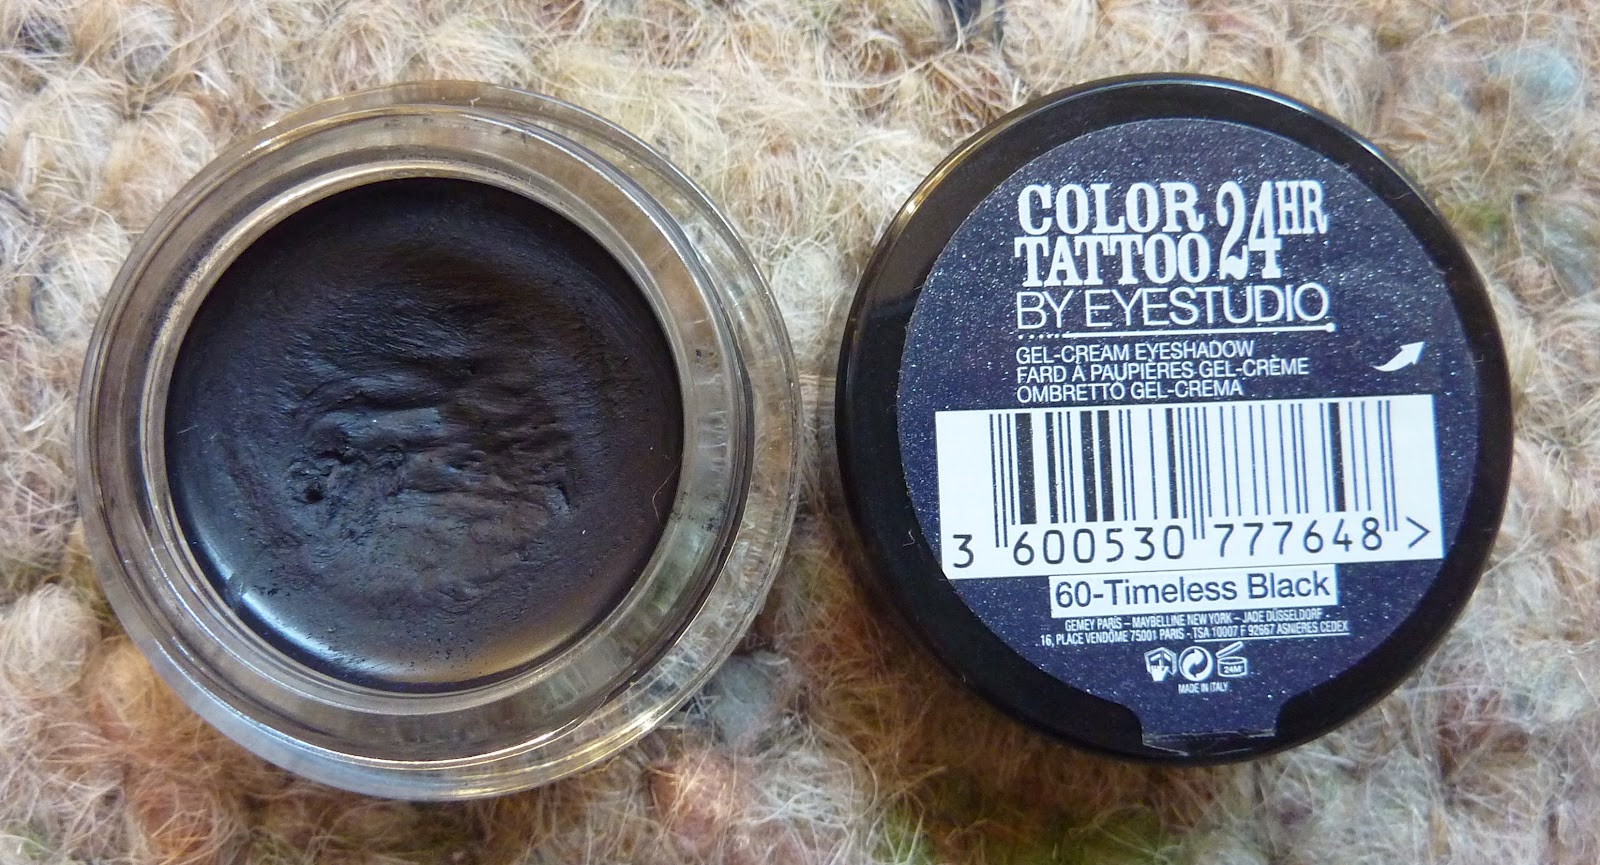 COLOR 24HR
TATTOO
BY EYESTUDIO
GEL-CREAM EYESHADOW
FARD À PAUPIÈRES GEL-CRÈME
OMBRETTO GEL-CREMA
3 600530 777648 >
60-Timeless Black
GEMEY PARIS – MAYBELLINE NEW YORK – JADE DÜSSELDORF
16, PLACE VENDÔME 75001 PARIS - TSA 10007 F 92667 ASNIÈRES CEDEX
24M
MADE IN ITALY